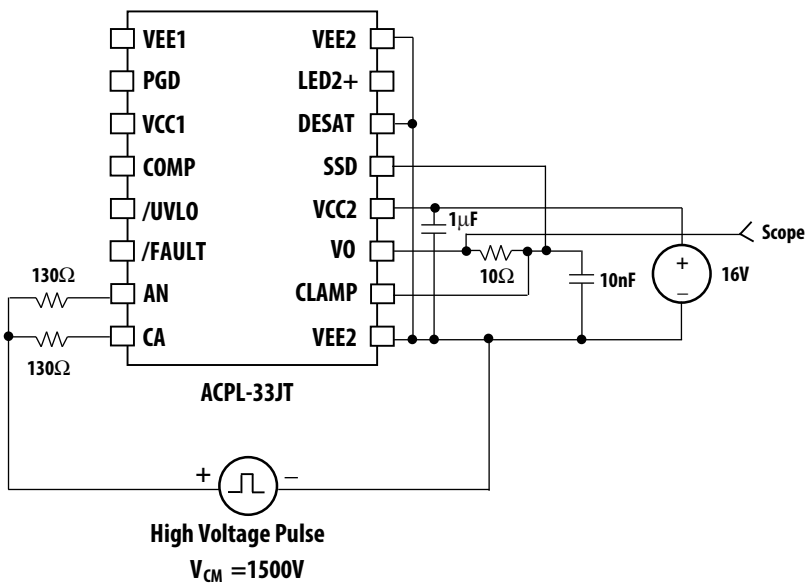 VEE1 VEE2
PGD LED2+
VCC1 DESAT
COMP SSD
/UVLO VCC2 1μF
Scope
/FAULT VO
130Ω 10Ω 10nF + 16V −
AN CLAMP
CA VEE2
130Ω
ACPL-33JT
+ −
High Voltage Pulse
V_CM =1500V